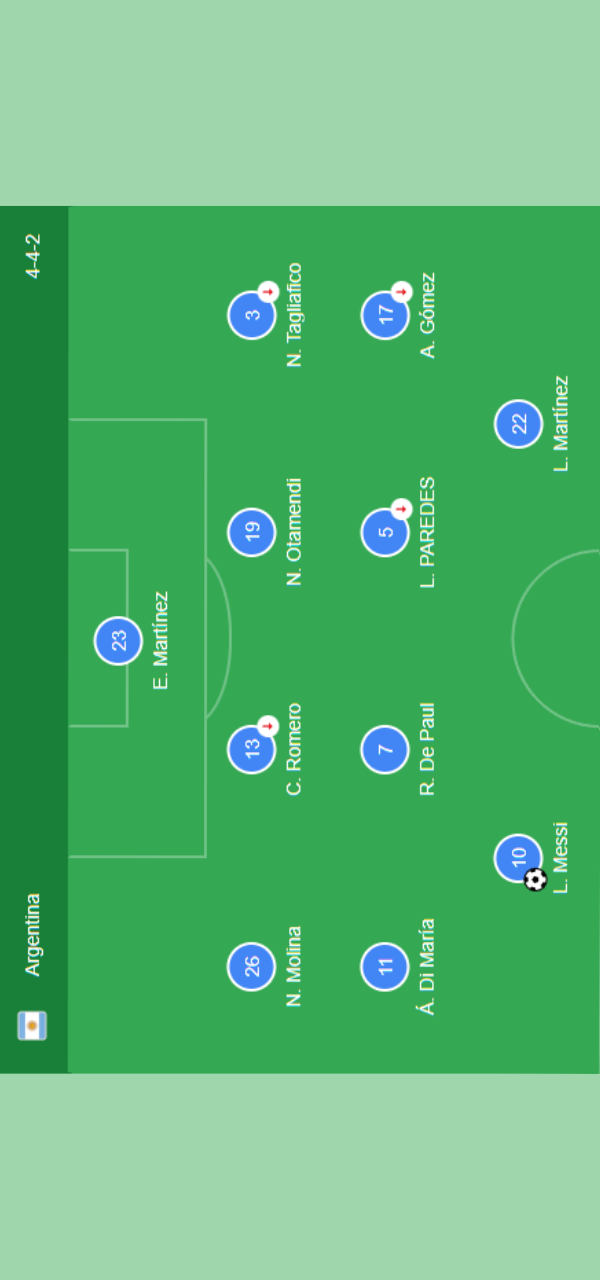 Argentina 4-4-2
23
E. Martínez
26 13 19 3
N. Molina C. Romero N. Otamendi N. Tagliafico
11 7 5 17
Á. Di María R. De Paul L. PAREDES A. Gómez
10 22
L. Messi L. Martínez